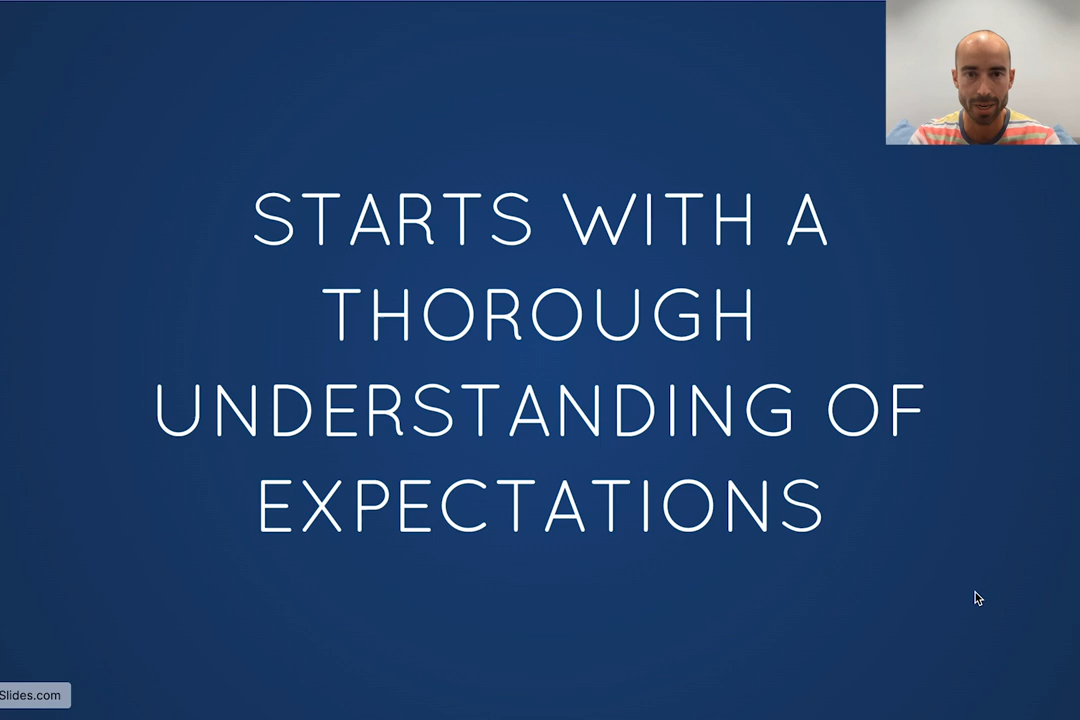 STARTS WITH A
THOROUGH
UNDERSTANDING OF
EXPECTATIONS
Slides.com